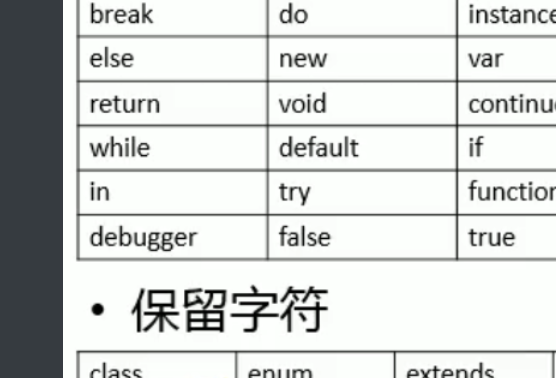 break do instance
else new var
return void continu
while default if
in try function
debugger false true
• 保留字符
class enum extends